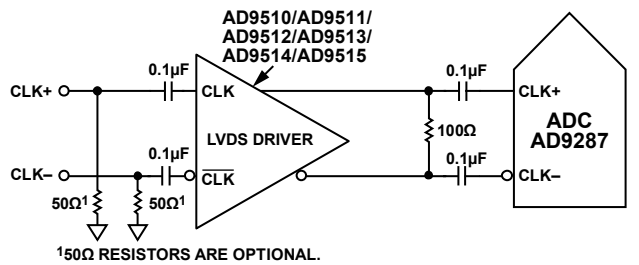 AD9510/AD9511/
AD9512/AD9513/
AD9514/AD9515
0.1µF
0.1µF
CLK+
CLK
CLK+
LVDS DRIVER
100Ω
ADC
AD9287
0.1µF
0.1µF
CLK–
CLK
CLK–
50Ω1
50Ω1
150Ω RESISTORS ARE OPTIONAL.